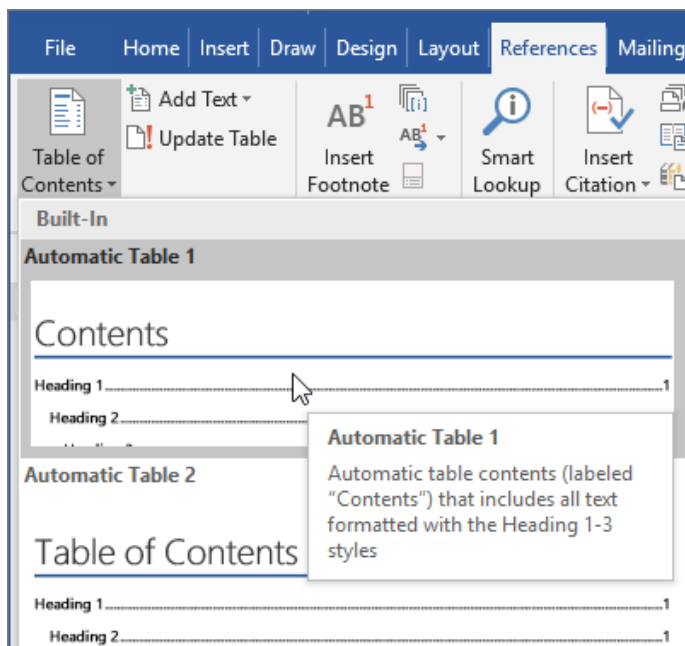 File Home Insert Draw Design Layout References Mailing
Add Text
Update Table
Table of
Contents
AB1
AB1
[i]
Insert
Footnote
Smart
Lookup
Insert
Citation
Built-In
Automatic Table 1
Contents
Heading 1 1
Heading 2
Automatic Table 1
Automatic table contents (labeled
“Contents”) that includes all text
formatted with the Heading 1-3
styles
Automatic Table 2
Table of Contents
Heading 1 1
Heading 2 1